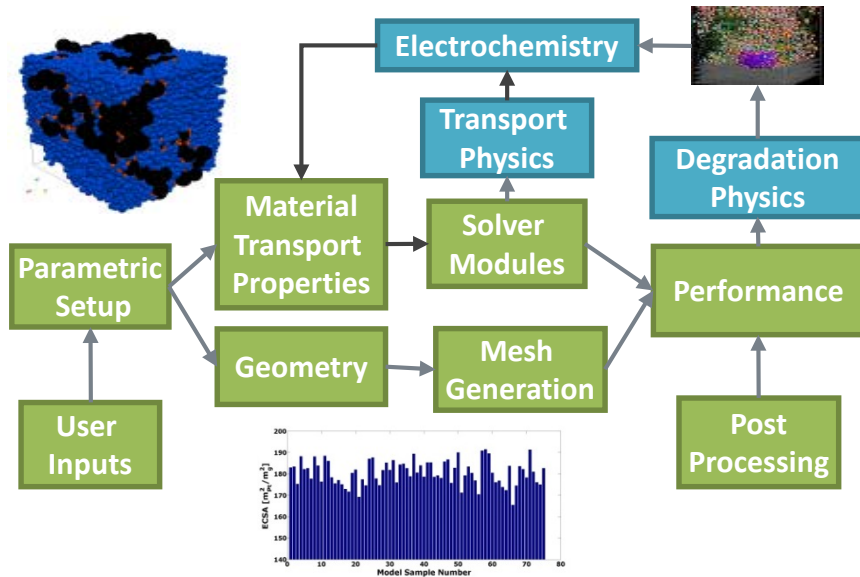 Electrochemistry
Transport
Physics
Degradation
Physics
Material
Transport
Properties
Solver
Modules
Parametric
Setup
Performance
Geometry
Mesh
Generation
User
Inputs
Post
Processing
200
190
180
170
160
150
140
ECSA [m²Pt/m²g]
0 10 20 30 40 50 60 70 80
Model Sample Number